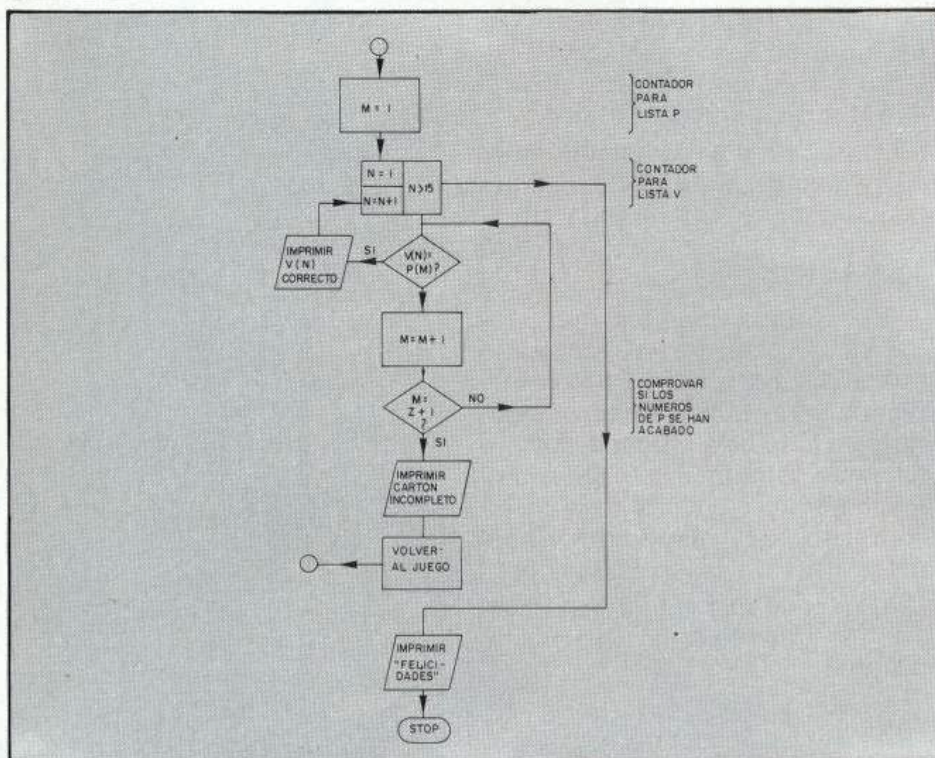 M = 1
CONTADOR
PARA
LISTA P
N = 1
N=N+1
N>15
CONTADOR
PARA
LISTA V
IMPRIMIR
V(N)
CORRECTO
SI
V(N)=
P(M)?
M=M+1
M=
Z+1
?
NO
SI
COMPROVAR
SI LOS
NUMEROS
DE P SE HAN
ACABADO
IMPRIMIR
CARTON
INCOMPLETO
VOLVER-
AL JUEGO
IMPRIMIR
"FELICI-
DADES"
STOP